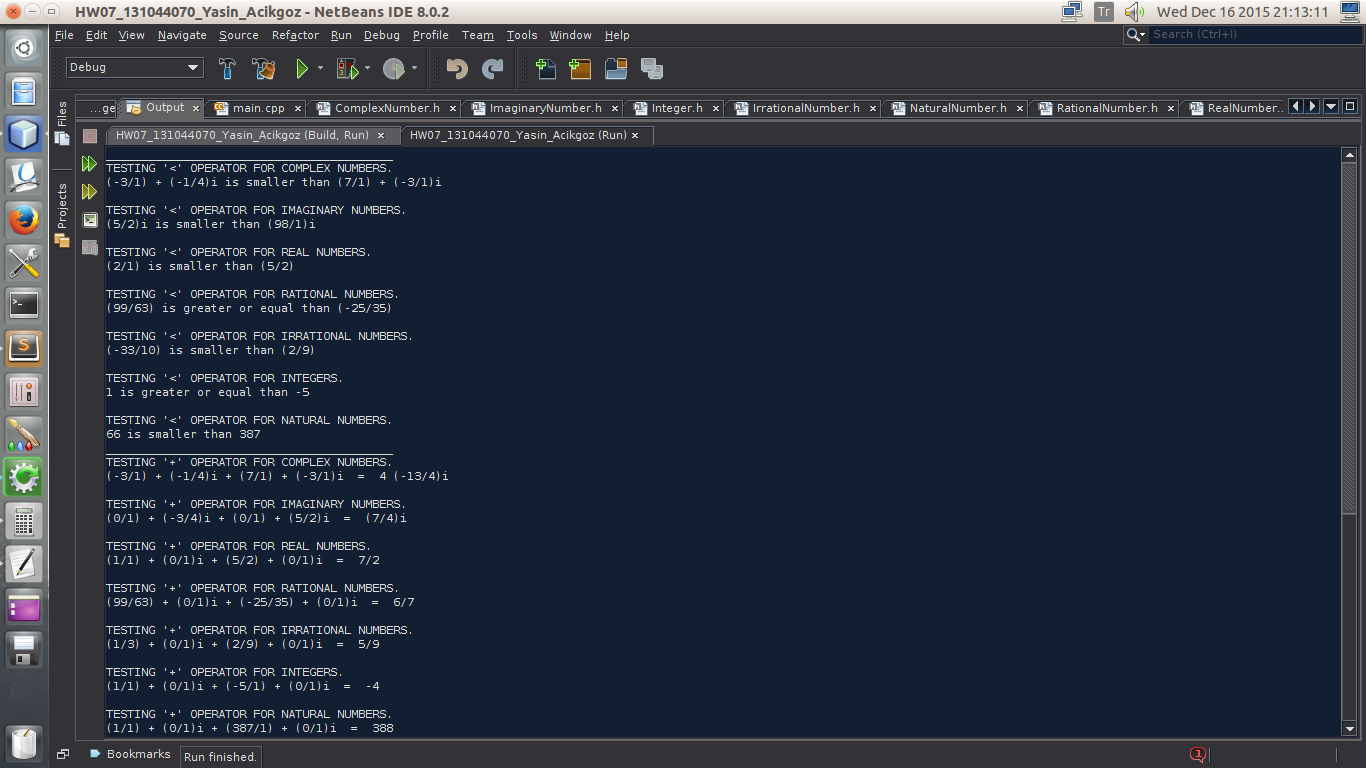 HW07_131044070_Yasin_Acikgoz - NetBeans IDE 8.0.2
Tr
Wed Dec 16 2015 21:13:11
File Edit View Navigate Source Refactor Run Debug Profile Team Tools Window Help
Search (Ctrl+I)
Debug
...ge Output main.cpp ComplexNumber.h ImaginaryNumber.h Integer.h IrrationalNumber.h NaturalNumber.h RationalNumber.h RealNumber..
Files
Projects
HW07_131044070_Yasin_Acikgoz (Build, Run) HW07_131044070_Yasin_Acikgoz (Run)
TESTING '<' OPERATOR FOR COMPLEX NUMBERS.
(-3/1) + (-1/4)i is smaller than (7/1) + (-3/1)i
TESTING '<' OPERATOR FOR IMAGINARY NUMBERS.
(5/2)i is smaller than (98/1)i
TESTING '<' OPERATOR FOR REAL NUMBERS.
(2/1) is smaller than (5/2)
TESTING '<' OPERATOR FOR RATIONAL NUMBERS.
(99/63) is greater or equal than (-25/35)
TESTING '<' OPERATOR FOR IRRATIONAL NUMBERS.
(-33/10) is smaller than (2/9)
TESTING '<' OPERATOR FOR INTEGERS.
1 is greater or equal than -5
TESTING '<' OPERATOR FOR NATURAL NUMBERS.
66 is smaller than 387
TESTING '+' OPERATOR FOR COMPLEX NUMBERS.
(-3/1) + (-1/4)i + (7/1) + (-3/1)i  =  4 (-13/4)i
TESTING '+' OPERATOR FOR IMAGINARY NUMBERS.
(0/1) + (-3/4)i + (0/1) + (5/2)i  =  (7/4)i
TESTING '+' OPERATOR FOR REAL NUMBERS.
(1/1) + (0/1)i + (5/2) + (0/1)i  =  7/2
TESTING '+' OPERATOR FOR RATIONAL NUMBERS.
(99/63) + (0/1)i + (-25/35) + (0/1)i  =  6/7
TESTING '+' OPERATOR FOR IRRATIONAL NUMBERS.
(1/3) + (0/1)i + (2/9) + (0/1)i  =  5/9
TESTING '+' OPERATOR FOR INTEGERS.
(1/1) + (0/1)i + (-5/1) + (0/1)i  =  -4
TESTING '+' OPERATOR FOR NATURAL NUMBERS.
(1/1) + (0/1)i + (387/1) + (0/1)i  =  388
Bookmarks Run finished.
1